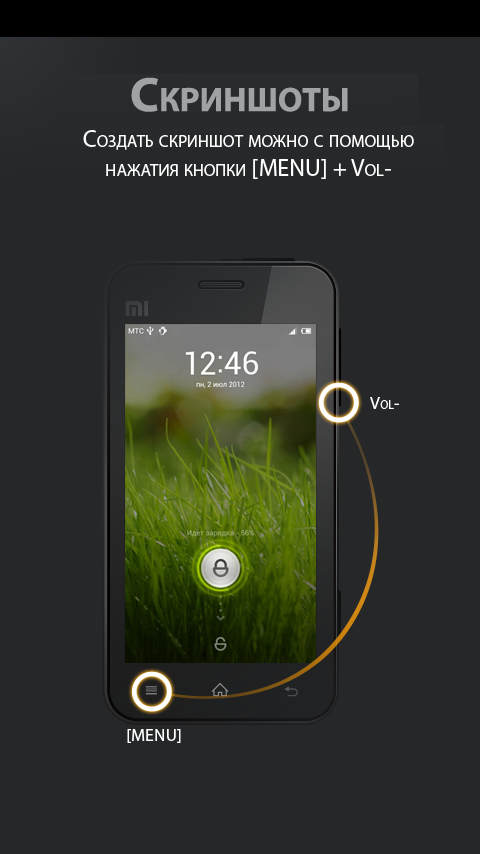 Скриншоты
Создать скриншот можно с помощью
нажатия кнопки [MENU] + Vol-
MI
МТС
12:46
пн, 2 июл 2012
Vol-
Идет зарядка 56%
[MENU]